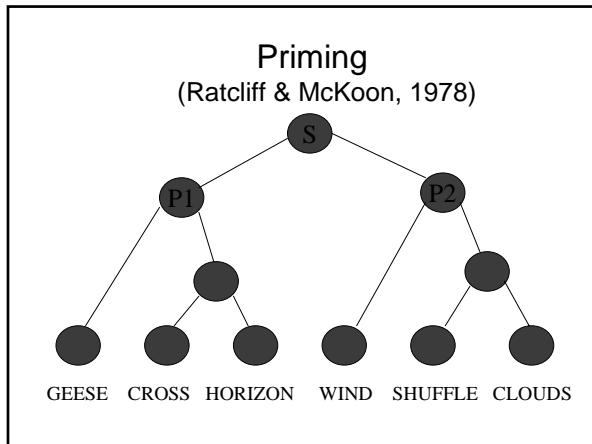 Priming
(Ratcliff & McKoon, 1978)
S
P1 P2
GEESE CROSS HORIZON WIND SHUFFLE CLOUDS